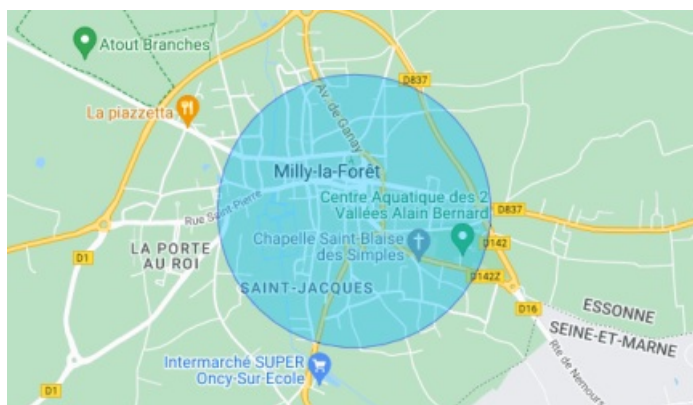 Atout Branches
D837
La piazzetta
Av. de Ganay
Milly-la-Forêt
Centre Aquatique des 2
Vallées Alain Bernard
Rue Saint-Pierre
D837
Chapelle Saint-Blaise
des Simples
D142
LA PORTE
AU ROI
D1
D142Z
SAINT-JACQUES
ESSONNE
D16
SEINE-ET-MARNE
Rte de Nemours
Intermarché SUPER
Oncy-Sur-Ecole
D1